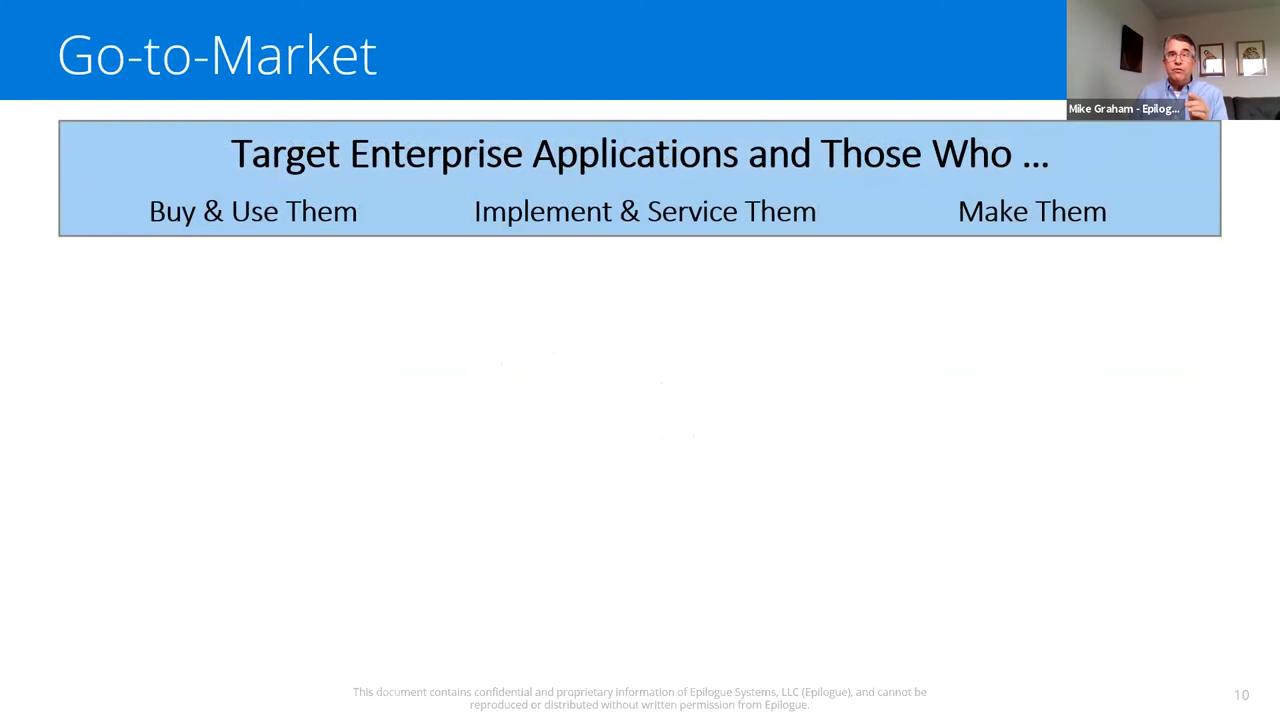 Go-to-Market
Mike Graham - Epilog...
Target Enterprise Applications and Those Who ...
Buy & Use Them Implement & Service Them Make Them
This document contains confidential and proprietary information of Epilogue Systems, LLC (Epilogue), and cannot be
reproduced or distributed without written permission from Epilogue.
10